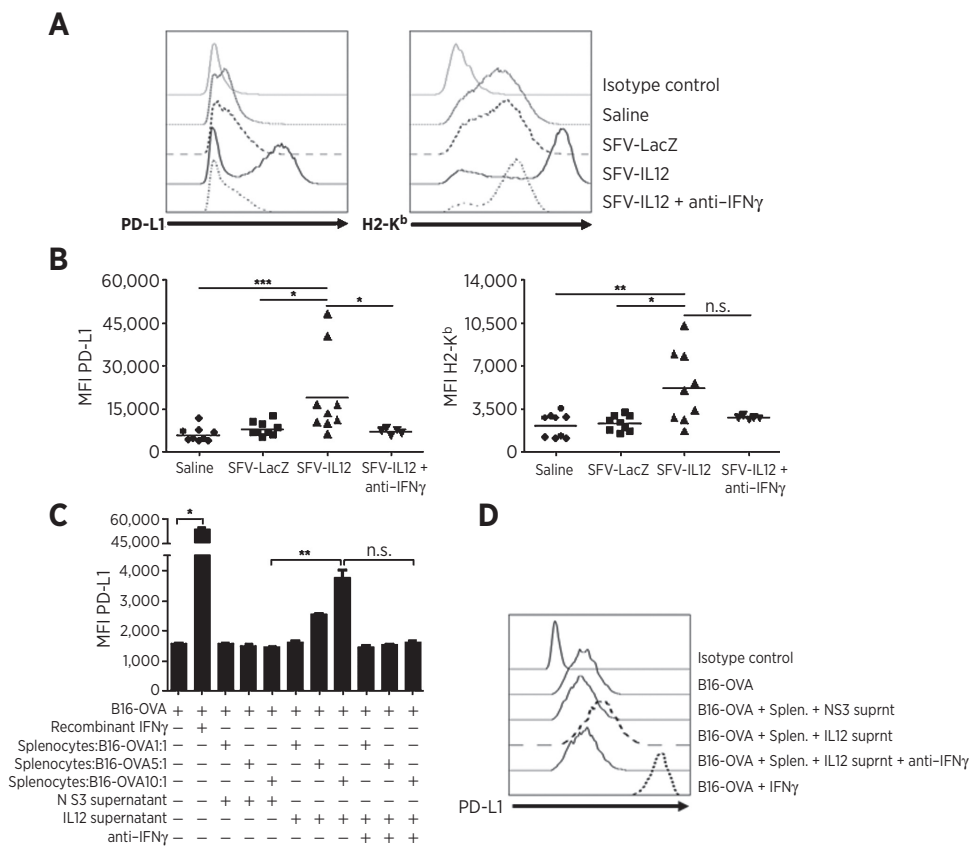 A
Isotype control
Saline
SFV-LacZ
SFV-IL12
SFV-IL12 + anti–IFNγ
PD-L1
H2-Kᵇ
B
MFI PD-L1
60,000
45,000
30,000
15,000
0
***
*
*
Saline
SFV-LacZ
SFV-IL12
SFV-IL12 +
anti–IFNγ
MFI H2-Kᵇ
14,000
10,500
7,000
3,500
0
**
*
n.s.
Saline
SFV-LacZ
SFV-IL12
SFV-IL12 +
anti–IFNγ
C
MFI PD-L1
60,000
45,000
4,000
3,000
2,000
1,000
0
*
**
n.s.
B16-OVA + + + + + + + + + + +
Recombinant IFNγ – + – – – – – – – – –
Splenocytes:B16-OVA1:1 – – + – – + – – + – –
Splenocytes:B16-OVA5:1 – – – + – – + – – + –
Splenocytes:B16-OVA10:1 – – – – + – – + – – +
N S3 supernatant – – + + + – – – – – –
IL12 supernatant – – – – – + + + + + +
anti–IFNγ – – – – – – – – + + +
D
Isotype control
B16-OVA
B16-OVA + Splen. + NS3 suprnt
B16-OVA + Splen. + IL12 suprnt
B16-OVA + Splen. + IL12 suprnt + anti–IFNγ
B16-OVA + IFNγ
PD-L1